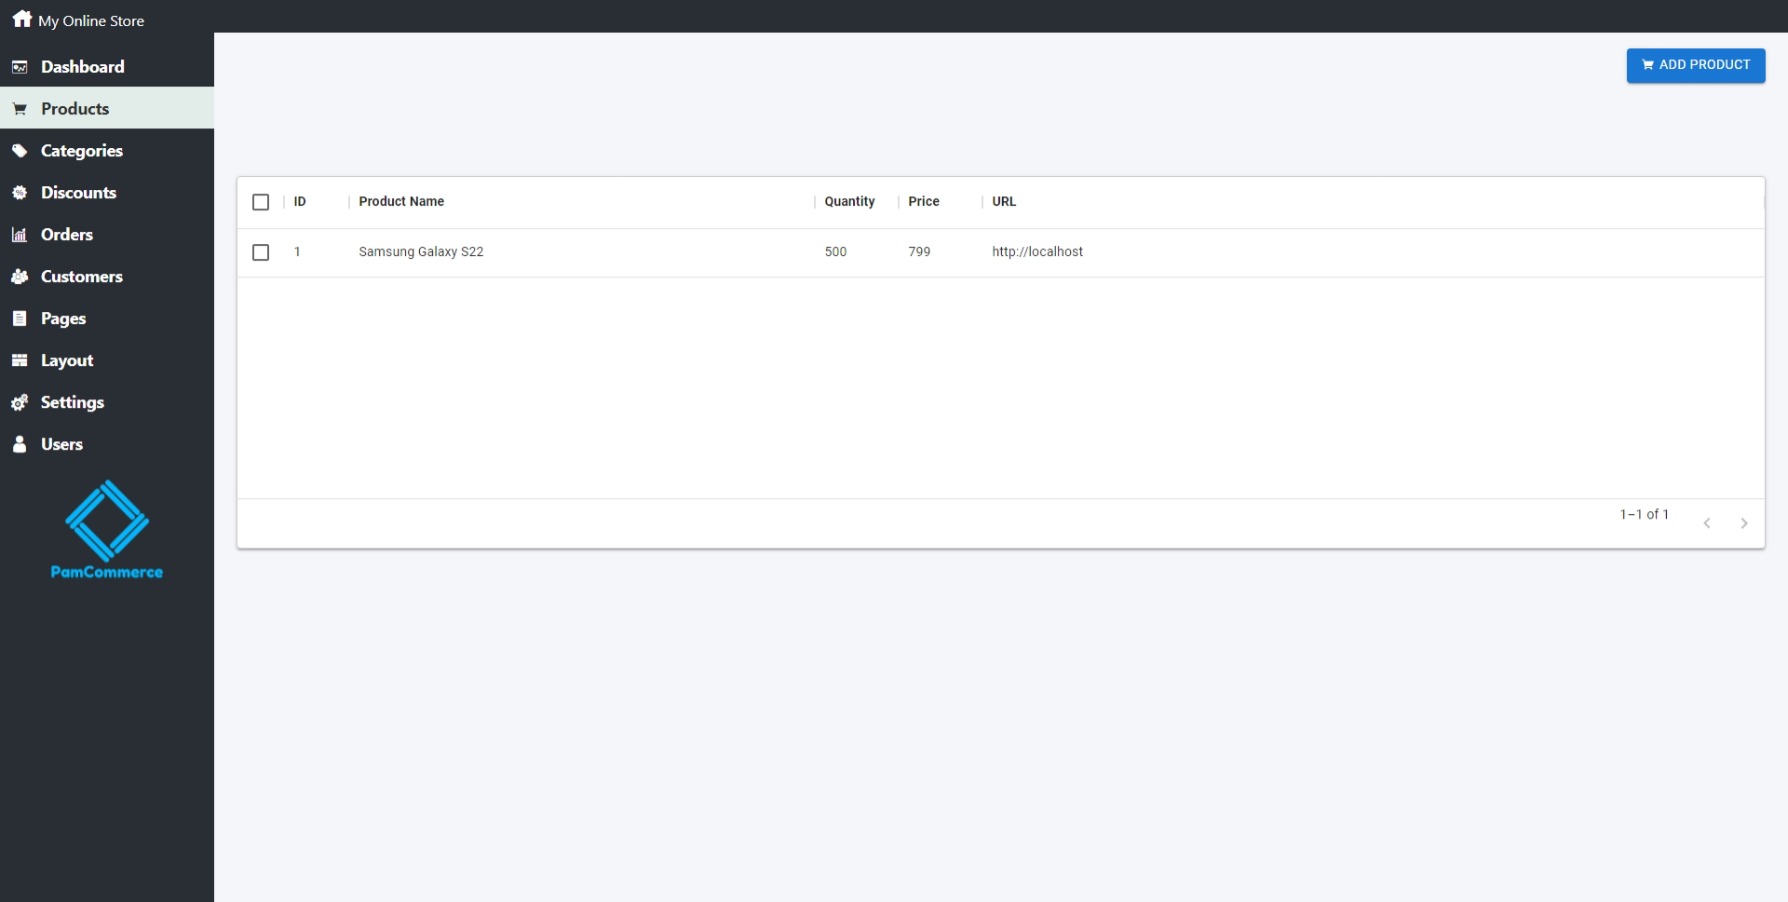 My Online Store
Dashboard
Products
Categories
Discounts
Orders
Customers
Pages
Layout
Settings
Users
PamCommerce
ADD PRODUCT
ID Product Name Quantity Price URL
1 Samsung Galaxy S22 500 799 http://localhost
1–1 of 1